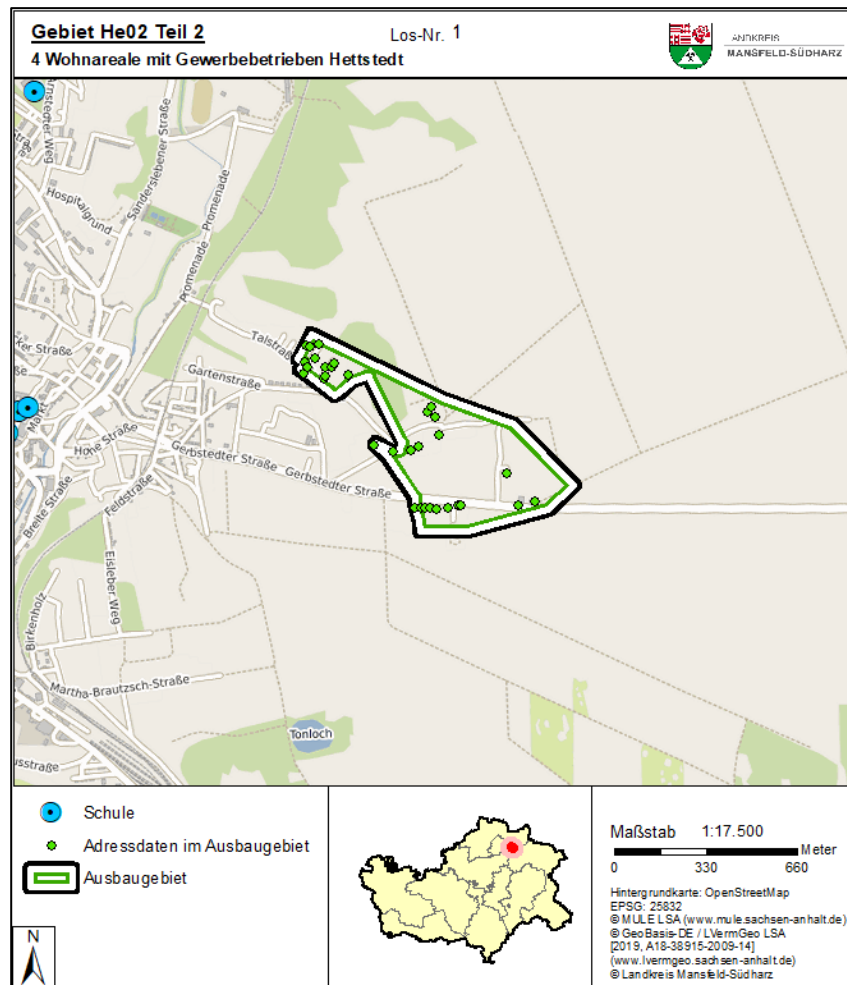 Gebiet He02 Teil 2
Los-Nr. 1
4 Wohnareale mit Gewerbebetrieben Hettstedt
ANDKREIS
MANSFELD-SÜDHARZ
Weg
Hospitalgrund
Sanderslebener Straße
Promenade
Promenade
Talstraße
Gartenstraße
Straße
Markt
Hohe Straße
Gerbstedter Straße
Gerbstedter Straße
Breite Straße
Feldstraße
Eisleber Weg
Birkenholz
Martha-Brautzsch-Straße
Tonloch
Schule
Adressdaten im Ausbaugebiet
Ausbaugebiet
N
Maßstab 1:17.500
Meter
0 330 660
Hintergrundkarte: OpenStreetMap
EPSG: 25832
© MULE LSA (www.mule.sachsen-anhalt.de)
© GeoBasis-DE / LVermGeo LSA
[2019, A18-38915-2009-14]
(www.lvermgeo.sachsen-anhalt.de)
© Landkreis Mansfeld-Südharz